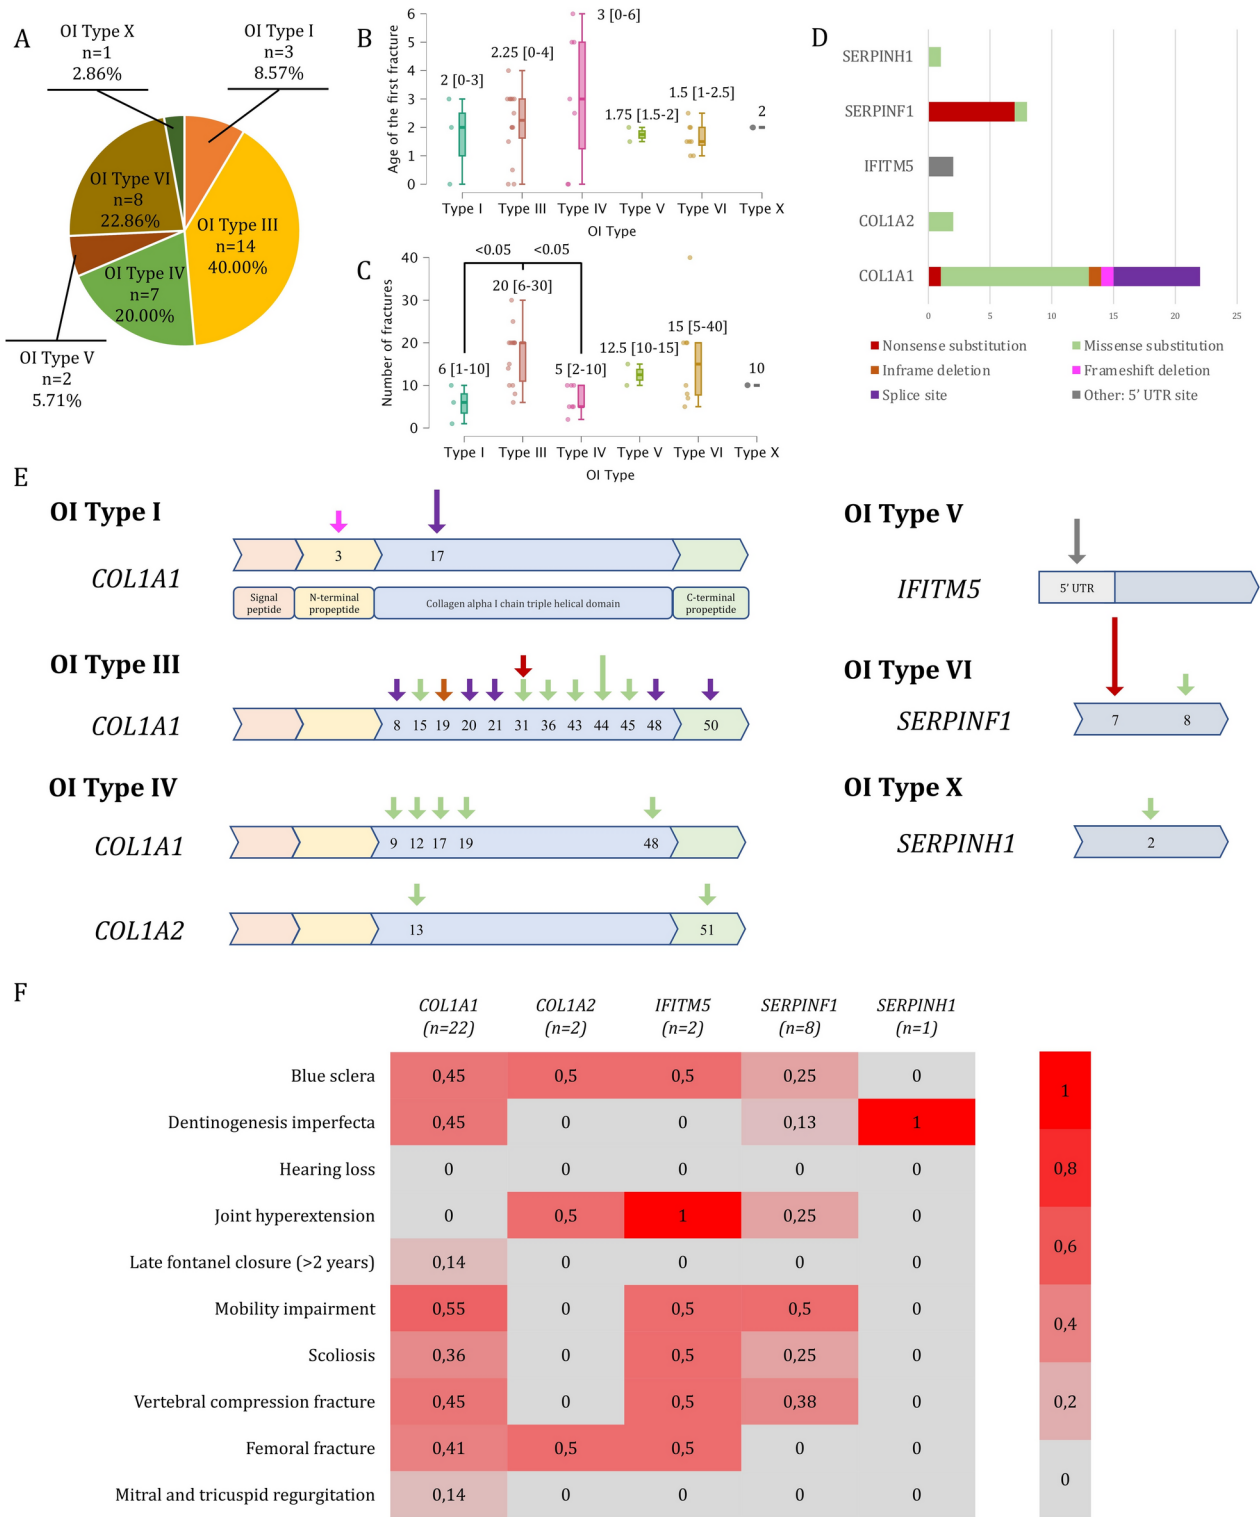 A
OI Type X
n=1
2.86%
OI Type I
n=3
8.57%
OI Type VI
n=8
22.86%
OI Type III
n=14
40.00%
OI Type IV
n=7
20.00%
OI Type V
n=2
5.71%
B
Age of the first fracture
6
5
4
3
2
1
0
2 [0-3]
2.25 [0-4]
3 [0-6]
1.75 [1.5-2]
1.5 [1-2.5]
2
Type I Type III Type IV Type V Type VI Type X
OI Type
C
Number of fractures
40
30
20
10
0
<0.05 <0.05
6 [1-10]
20 [6-30]
5 [2-10]
12.5 [10-15]
15 [5-40]
10
Type I Type III Type IV Type V Type VI Type X
OI Type
D
SERPINH1
SERPINF1
IFITM5
COL1A2
COL1A1
0 5 10 15 20 25
Nonsense substitution Missense substitution
Inframe deletion Frameshift deletion
Splice site Other: 5' UTR site
E
OI Type I
COL1A1
3 17
Signal
peptide
N-terminal
propeptide
Collagen alpha I chain triple helical domain
C-terminal
propeptide
OI Type III
COL1A1
8 15 19 20 21 31 36 43 44 45 48 50
OI Type IV
COL1A1
9 12 17 19 48
COL1A2
13 51
OI Type V
IFITM5
5' UTR
OI Type VI
SERPINF1
7 8
OI Type X
SERPINH1
2
F
COL1A1 COL1A2 IFITM5 SERPINF1 SERPINH1
(n=22) (n=2) (n=2) (n=8) (n=1)
Blue sclera 0,45 0,5 0,5 0,25 0
Dentinogenesis imperfecta 0,45 0 0 0,13 1
Hearing loss 0 0 0 0 0
Joint hyperextension 0 0,5 1 0,25 0
Late fontanel closure (>2 years) 0,14 0 0 0 0
Mobility impairment 0,55 0 0,5 0,5 0
Scoliosis 0,36 0 0,5 0,25 0
Vertebral compression fracture 0,45 0 0,5 0,38 0
Femoral fracture 0,41 0,5 0,5 0 0
Mitral and tricuspid regurgitation 0,14 0 0 0 0
1
0,8
0,6
0,4
0,2
0